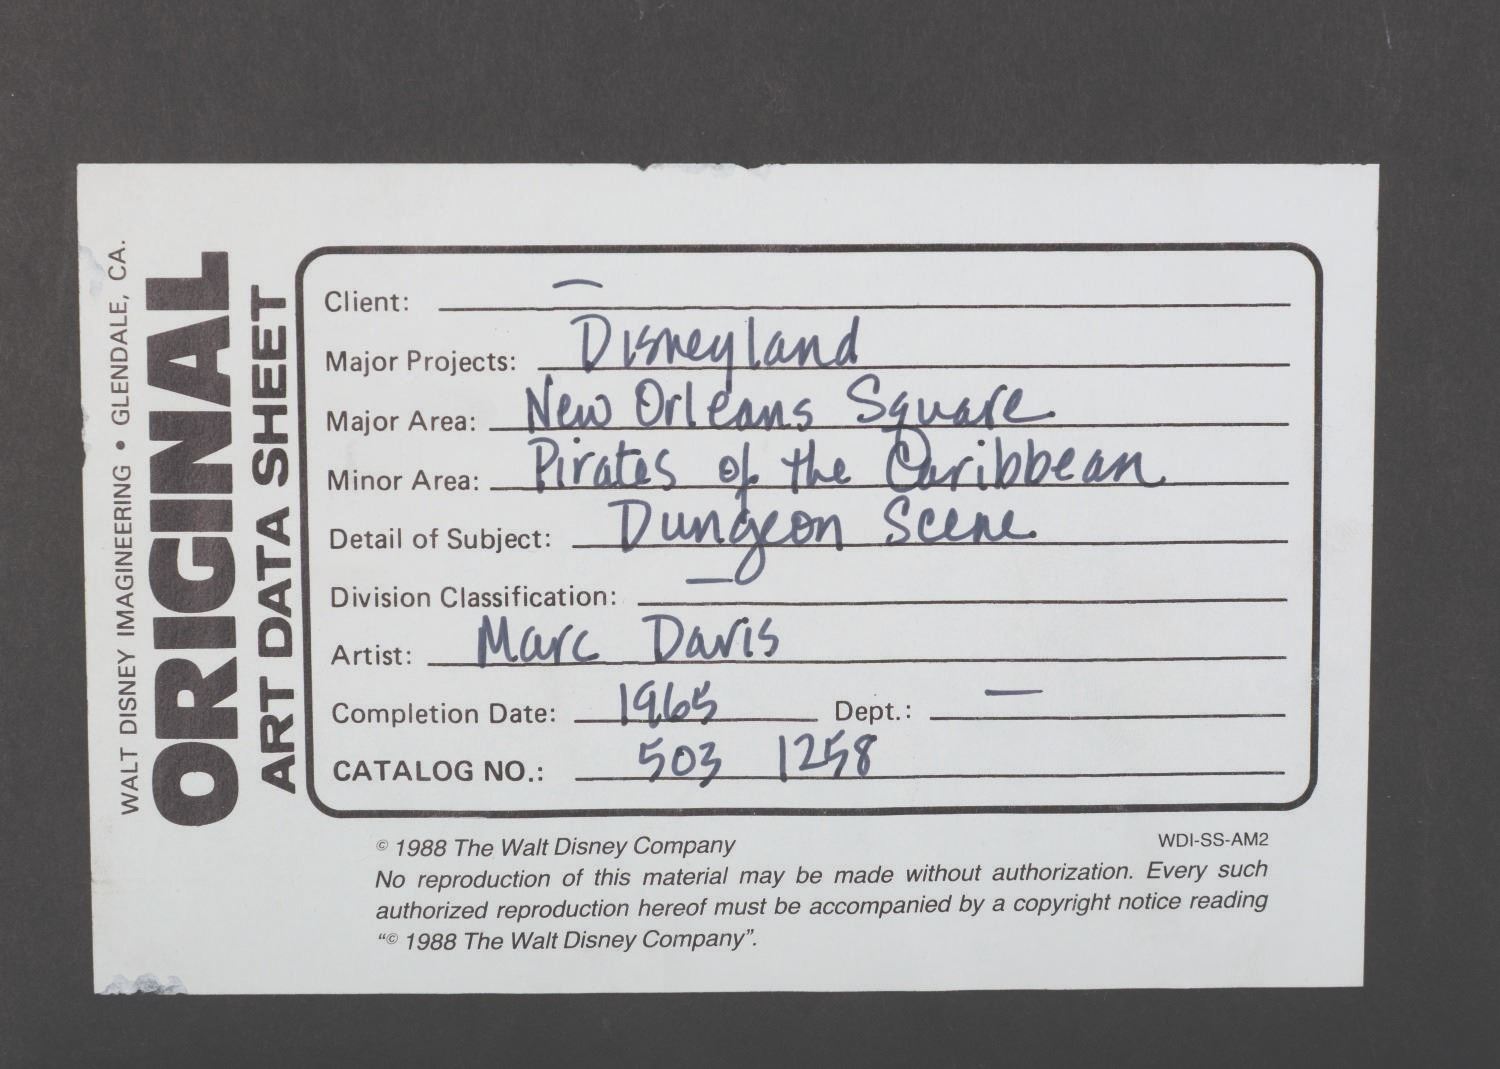 WALT DISNEY IMAGINEERING • GLENDALE, CA.
ORIGINAL
ART DATA SHEET
Client: —
Major Projects: Disneyland
Major Area: New Orleans Square
Minor Area: Pirates of the Caribbean
Detail of Subject: Dungeon Scene
Division Classification: —
Artist: Marc Davis
Completion Date: 1965 Dept.: —
CATALOG NO.: 503 1258
© 1988 The Walt Disney Company WDI-SS-AM2
No reproduction of this material may be made without authorization. Every such
authorized reproduction hereof must be accompanied by a copyright notice reading
“© 1988 The Walt Disney Company”.